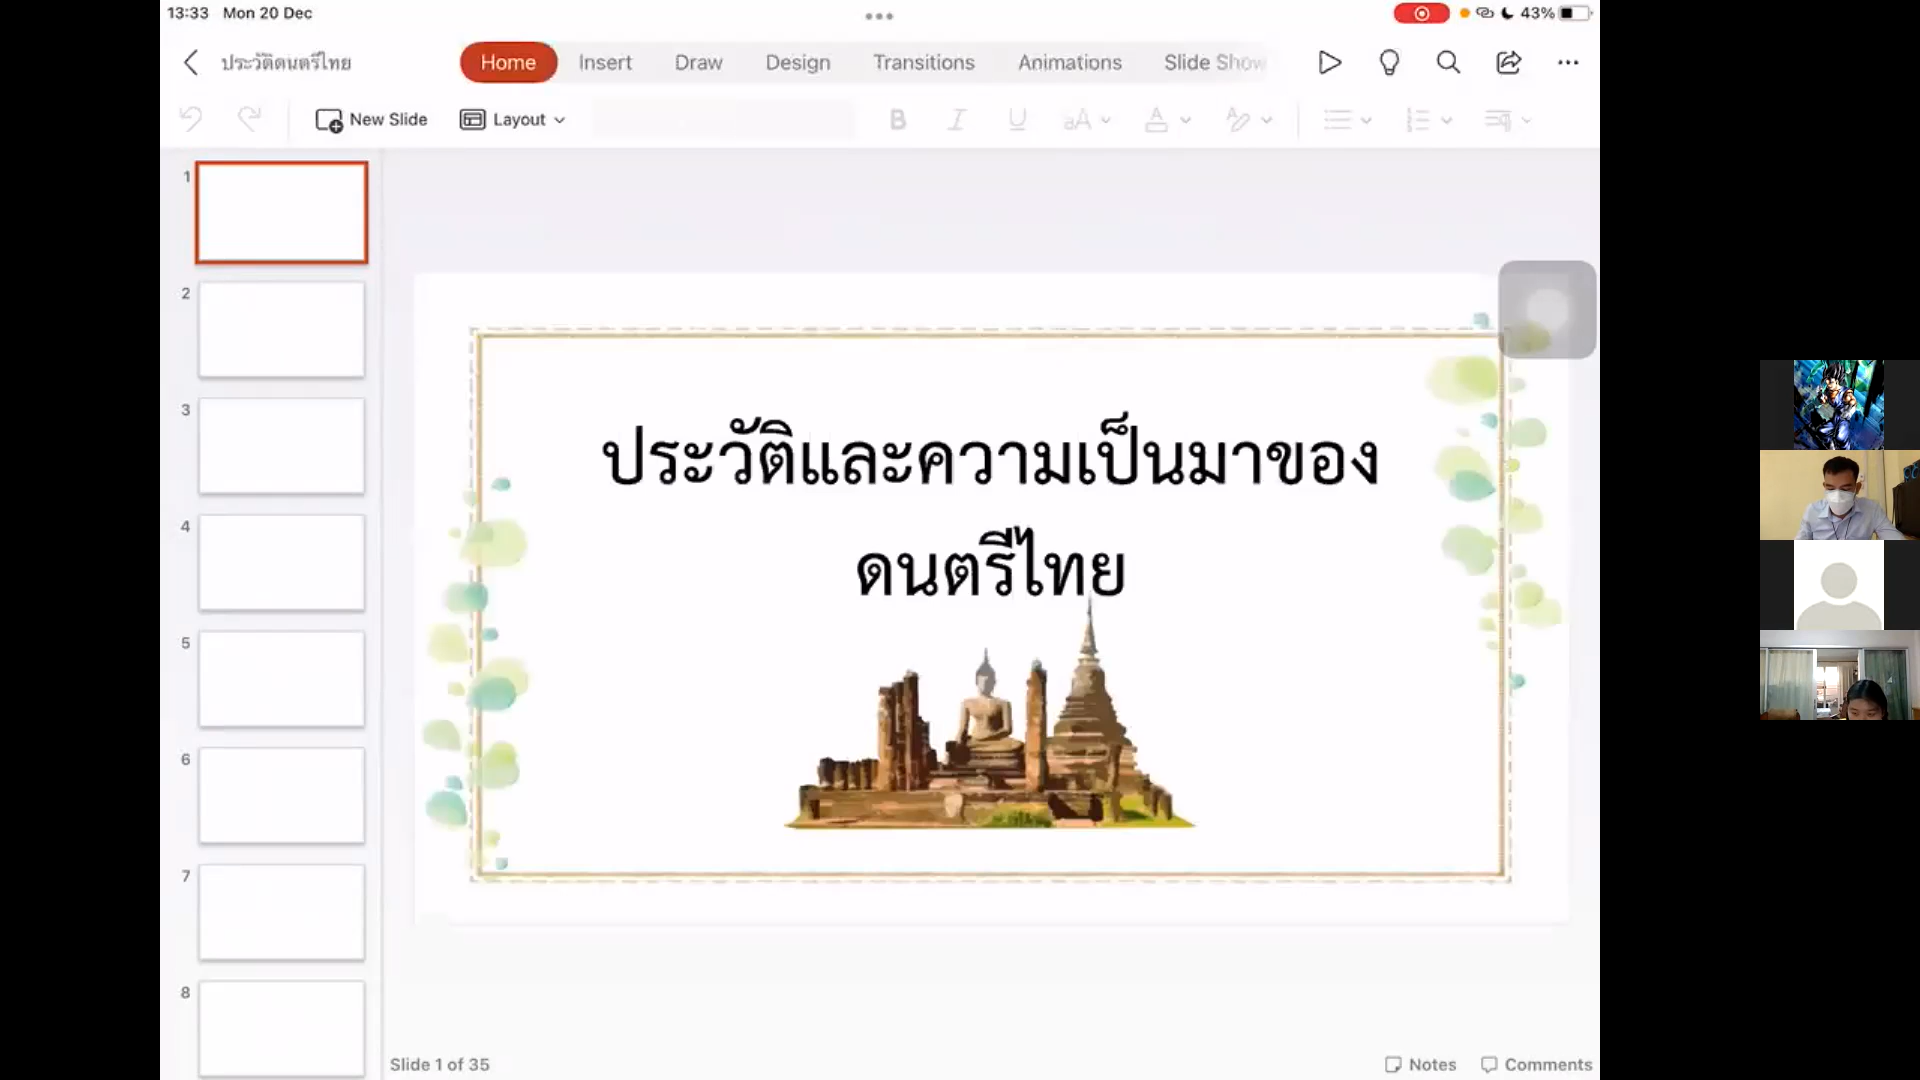 13:33 Mon 20 Dec
43%
ประวัติดนตรีไทย
Home Insert Draw Design Transitions Animations Slide Show
New Slide Layout
B I U aA A A
1
2
3
4
5
6
7
8
ประวัติและความเป็นมาของ
ดนตรีไทย
Slide 1 of 35
Notes Comments